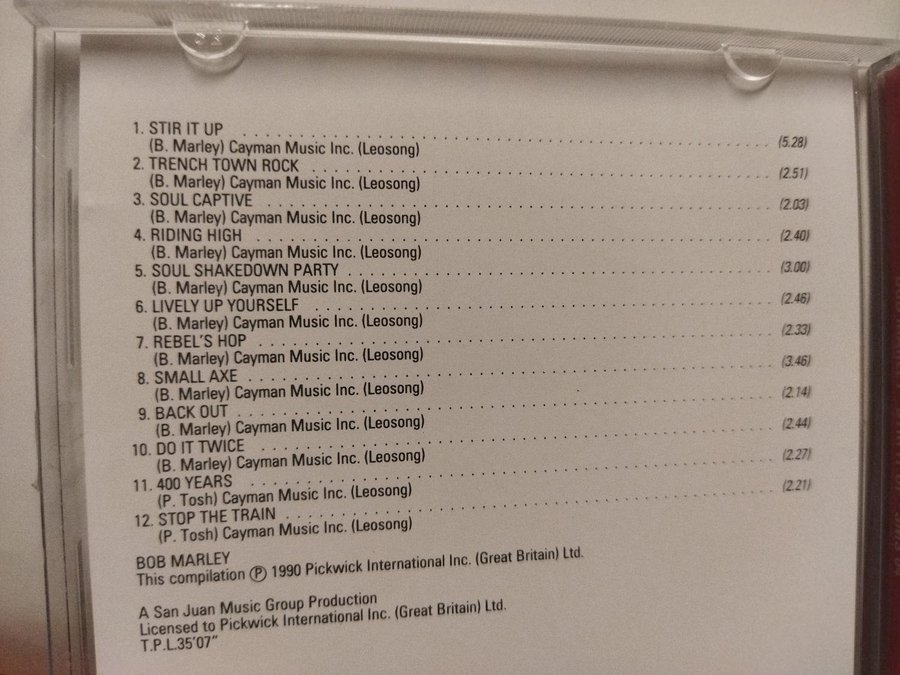 1. STIR IT UP . . . . . . . . . . . . . . . . . . . . . . . . . . . . . . (5.28)
(B. Marley) Cayman Music Inc. (Leosong)
2. TRENCH TOWN ROCK . . . . . . . . . . . . . . . . . . . . . . . . . . . . . . (2.51)
(B. Marley) Cayman Music Inc. (Leosong)
3. SOUL CAPTIVE . . . . . . . . . . . . . . . . . . . . . . . . . . . . . . (2.03)
(B. Marley) Cayman Music Inc. (Leosong)
4. RIDING HIGH . . . . . . . . . . . . . . . . . . . . . . . . . . . . . . (2.40)
(B. Marley) Cayman Music Inc. (Leosong)
5. SOUL SHAKEDOWN PARTY . . . . . . . . . . . . . . . . . . . . . . . . . . . . . . (3.00)
(B. Marley) Cayman Music Inc. (Leosong)
6. LIVELY UP YOURSELF . . . . . . . . . . . . . . . . . . . . . . . . . . . . . . (2.46)
(B. Marley) Cayman Music Inc. (Leosong)
7. REBEL'S HOP . . . . . . . . . . . . . . . . . . . . . . . . . . . . . . (2.33)
(B. Marley) Cayman Music Inc. (Leosong)
8. SMALL AXE . . . . . . . . . . . . . . . . . . . . . . . . . . . . . . (3.46)
(B. Marley) Cayman Music Inc. (Leosong)
9. BACK OUT . . . . . . . . . . . . . . . . . . . . . . . . . . . . . . (2.14)
(B. Marley) Cayman Music Inc. (Leosong)
10. DO IT TWICE . . . . . . . . . . . . . . . . . . . . . . . . . . . . . . (2.44)
(B. Marley) Cayman Music Inc. (Leosong)
11. 400 YEARS . . . . . . . . . . . . . . . . . . . . . . . . . . . . . . (2.27)
(P. Tosh) Cayman Music Inc. (Leosong)
12. STOP THE TRAIN . . . . . . . . . . . . . . . . . . . . . . . . . . . . . . (2.21)
(P. Tosh) Cayman Music Inc. (Leosong)
BOB MARLEY
This compilation ℗ 1990 Pickwick International Inc. (Great Britain) Ltd.
A San Juan Music Group Production
Licensed to Pickwick International Inc. (Great Britain) Ltd.
T.P.L.35'07"